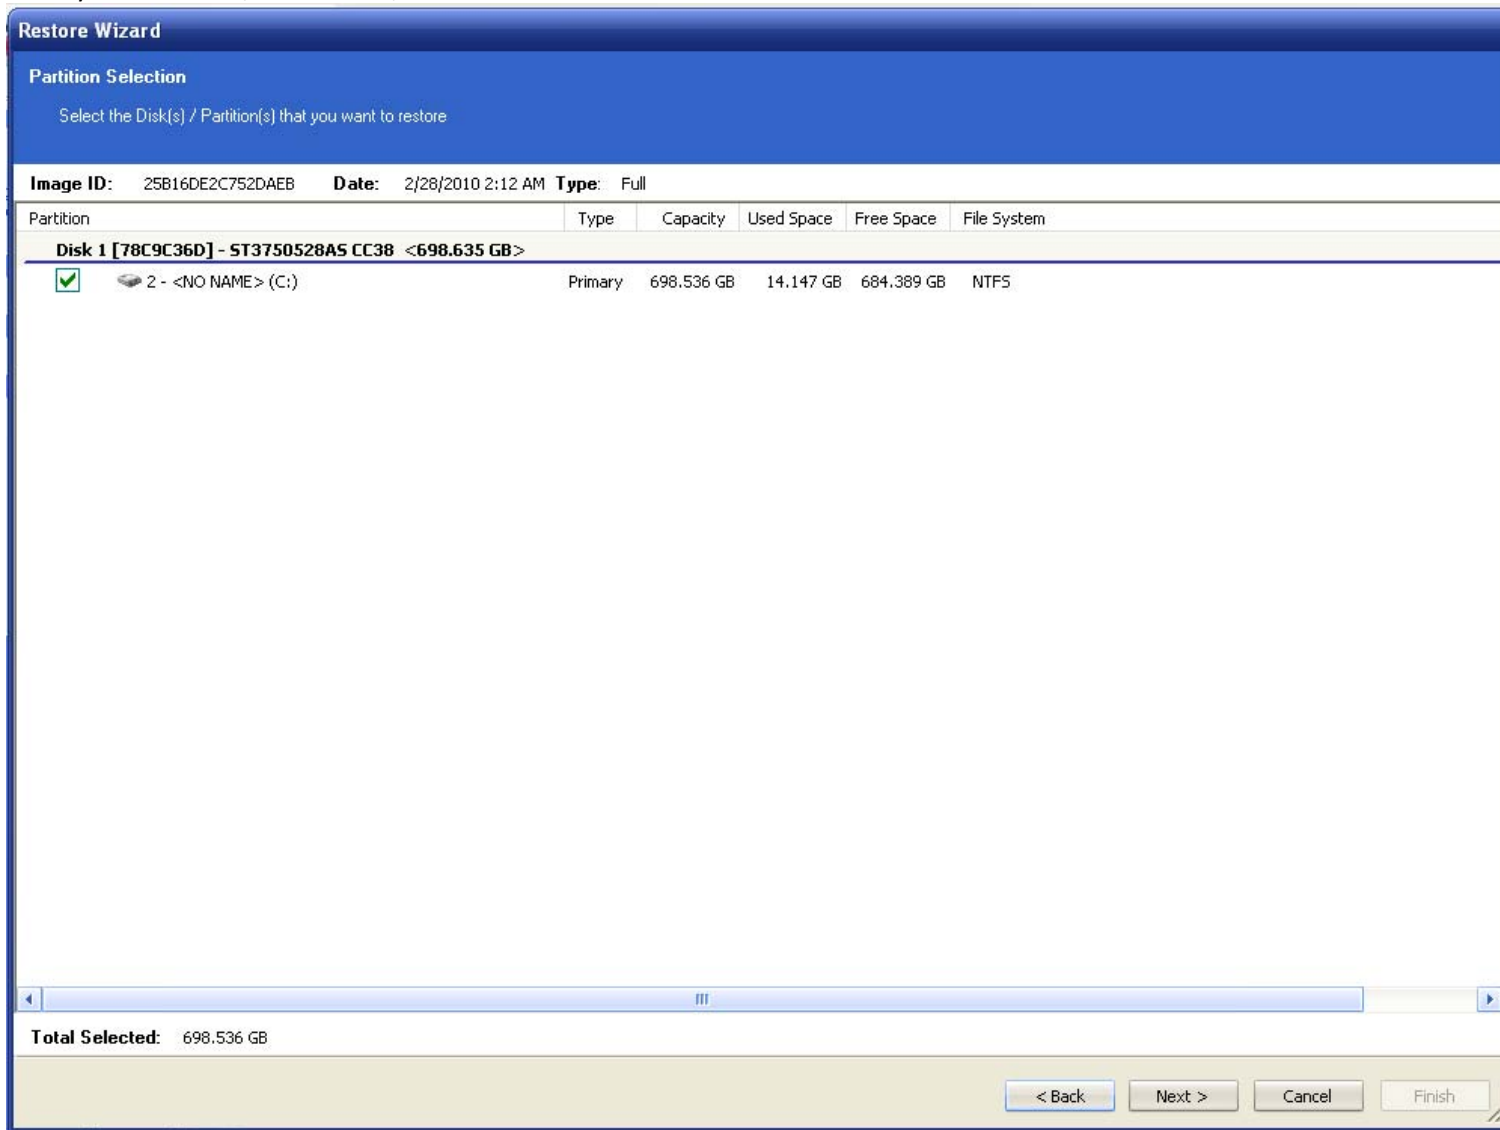 Restore Wizard
Partition Selection
Select the Disk(s) / Partition(s) that you want to restore
Image ID: 25B16DE2C752DAEB Date: 2/28/2010 2:12 AM Type: Full
Partition Type Capacity Used Space Free Space File System
Disk 1 [78C9C36D] - ST3750528AS CC38 <698.635 GB>
2 - <NO NAME> (C:) Primary 698.536 GB 14.147 GB 684.389 GB NTFS
Total Selected: 698.536 GB
< Back Next > Cancel Finish